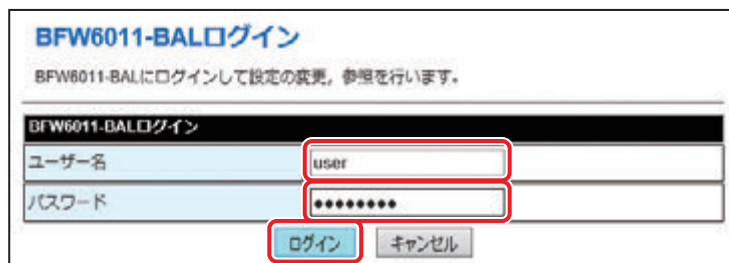 BFW6011-BALログイン
BFW6011-BALにログインして設定の変更，参照を行います。
BFW6011-BALログイン
ユーザー名 user
パスワード ●●●●●●●●
ログイン キャンセル